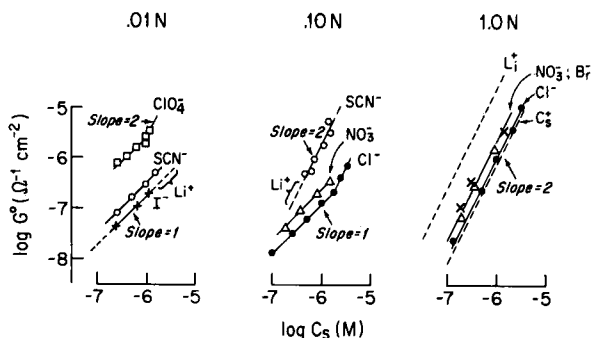 .01 N
.10 N
1.0 N
log G° (Ω⁻¹ cm⁻²)
-5
-6
-7
-8
ClO₄⁻
Slope=2
SCN⁻
Li⁺
I⁻
Slope=1
-7
-6
-5
SCN⁻
Slope=2
NO₃⁻
Cl⁻
Li⁺
Slope=1
-7
-6
-5
Li⁺
NO₃⁻; Br⁻
Cl⁻
Cs⁺
Slope=2
-7
-6
-5
log Cs (M)